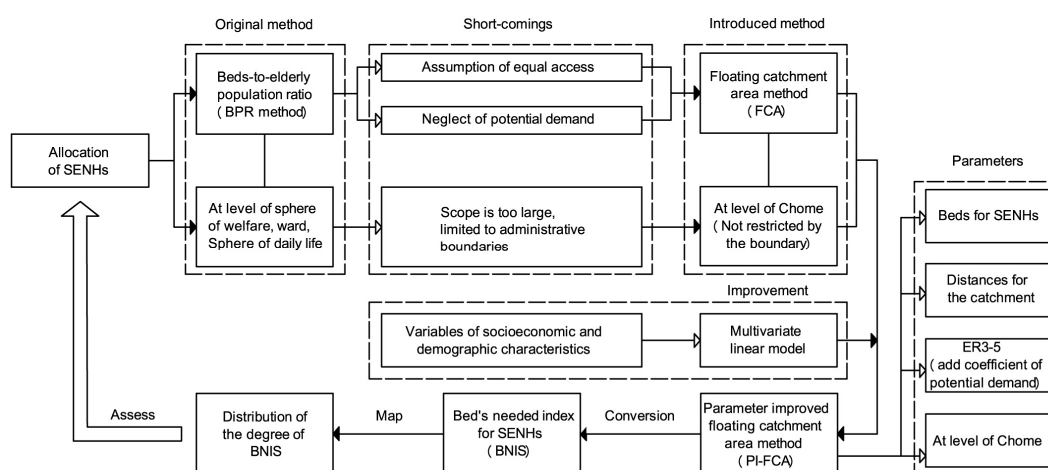 Original method
Short-comings
Introduced method
Beds-to-elderly
population ratio
( BPR method)
Assumption of equal access
Neglect of potential demand
Floating catchment
area method
( FCA)
Allocation
of SENHs
At level of sphere
of welfare, ward,
Sphere of daily life
Scope is too large,
limited to administrative
boundaries
At level of Chome
( Not restricted by
the boundary)
Parameters
Beds for SENHs
Distances for
the catchment
ER3-5
( add coefficient of
potential demand)
At level of Chome
Improvement
Variables of socioeconomic and
demographic characteristics
Multivariate
linear model
Assess
Distribution of
the degree of
BNIS
Map
Bed's needed index
for SENHs
( BNIS)
Conversion
Parameter improved
floating catchment
area method
( PI-FCA)